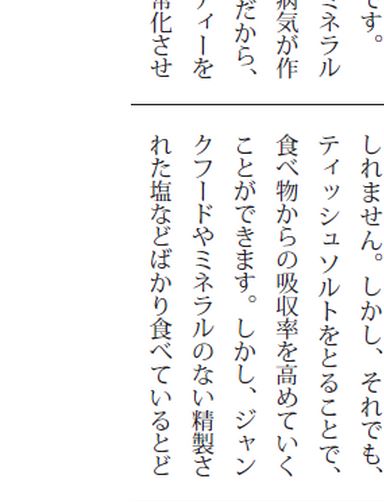 です。
ミネラル
病気が作
だから、
ティーを
常化させ
しれません。しかし、それでも、
ティッシュソルトをとることで、
食べ物からの吸収率を高めていく
ことができます。しかし、ジャン
クフードやミネラルのない精製さ
れた塩などばかり食べているとど